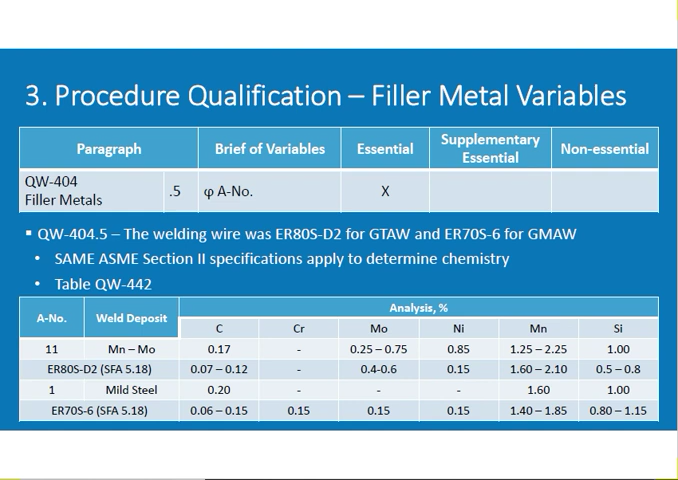 3. Procedure Qualification – Filler Metal Variables
Paragraph Brief of Variables Essential Supplementary Essential Non-essential
QW-404 Filler Metals .5 φ A-No. X
▪ QW-404.5 – The welding wire was ER80S-D2 for GTAW and ER70S-6 for GMAW
• SAME ASME Section II specifications apply to determine chemistry
• Table QW-442
A-No. Weld Deposit Analysis, %
C Cr Mo Ni Mn Si
11 Mn – Mo 0.17 - 0.25 – 0.75 0.85 1.25 – 2.25 1.00
ER80S-D2 (SFA 5.18) 0.07 – 0.12 - 0.4-0.6 0.15 1.60 – 2.10 0.5 – 0.8
1 Mild Steel 0.20 - - - 1.60 1.00
ER70S-6 (SFA 5.18) 0.06 – 0.15 0.15 0.15 0.15 1.40 – 1.85 0.80 – 1.15